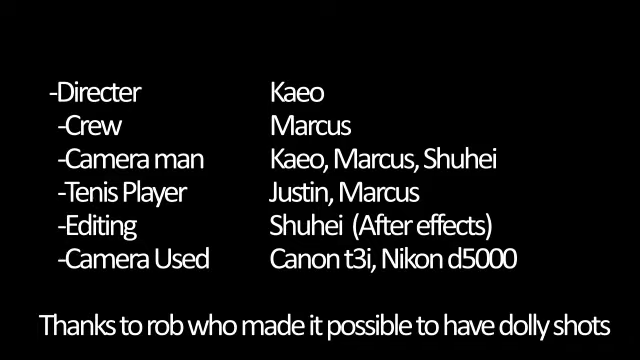 -Directer Kaeo
-Crew Marcus
-Camera man Kaeo, Marcus, Shuhei
-Tenis Player Justin, Marcus
-Editing Shuhei (After effects)
-Camera Used Canon t3i, Nikon d5000
Thanks to rob who made it possible to have dolly shots